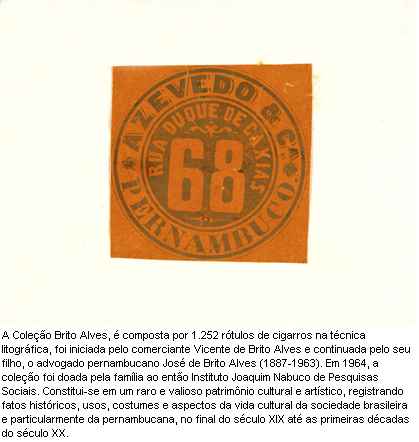 AZEVEDO & Cª
RUA DUQUE DE CAXIAS
68
PERNAMBUCO
A Coleção Brito Alves, é composta por 1.252 rótulos de cigarros na técnica
litográfica, foi iniciada pelo comerciante Vicente de Brito Alves e continuada pelo seu
filho, o advogado pernambucano José de Brito Alves (1887-1963). Em 1964, a
coleção foi doada pela família ao então Instituto Joaquim Nabuco de Pesquisas
Sociais. Constitui-se em um raro e valioso patrimônio cultural e artístico, registrando
fatos históricos, usos, costumes e aspectos da vida cultural da sociedade brasileira
e particularmente da pernambucana, no final do século XIX até as primeiras décadas
do século XX.